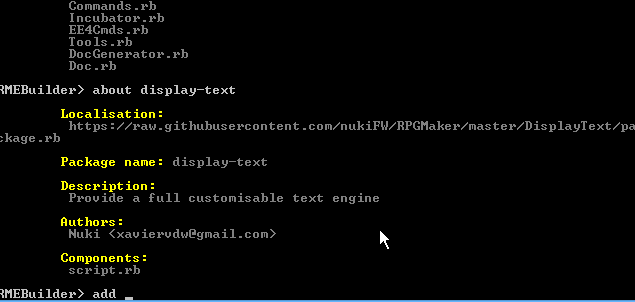 Commands.rb
Incubator.rb
EE4Cmds.rb
Tools.rb
DocGenerator.rb
Doc.rb
RMEBuilder> about display-text
Localisation:
https://raw.githubusercontent.com/nukiFW/RPGMaker/master/DisplayText/pa
ckage.rb
Package name: display-text
Description:
Provide a full customisable text engine
Authors:
Nuki <xaviervdw@gmail.com>
Components:
script.rb
RMEBuilder> add _